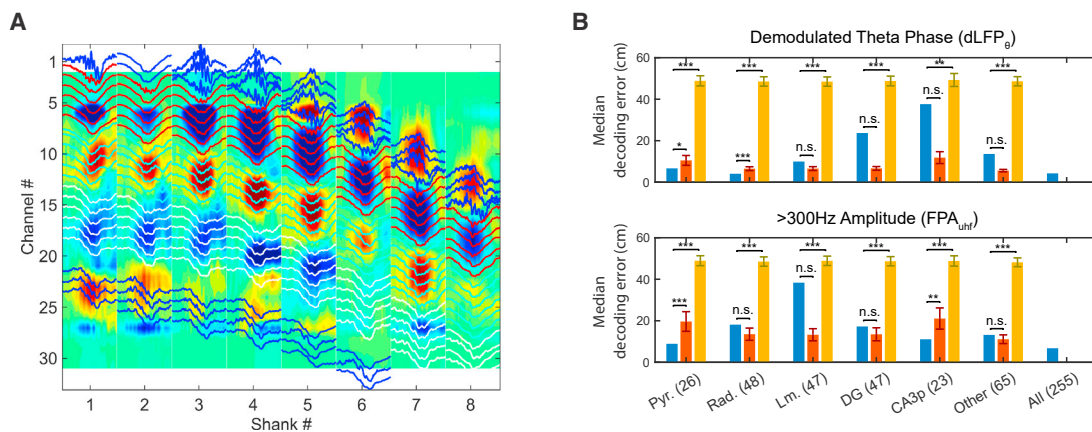 A
1
5
10
15
20
25
30
Channel #
1 2 3 4 5 6 7 8
Shank #
B
Demodulated Theta Phase (dLFPθ)
60
40
20
0
Median
decoding error (cm)
*** *** *** *** ** ***
* *** n.s. n.s. n.s. n.s.
>300Hz Amplitude (FPAuhf)
60
40
20
0
Median
decoding error (cm)
*** *** *** *** *** ***
*** n.s. n.s. n.s. ** n.s.
Pyr. (26)
Rad. (48)
Lm. (47)
DG (47)
CA3p (23)
Other (65)
All (255)